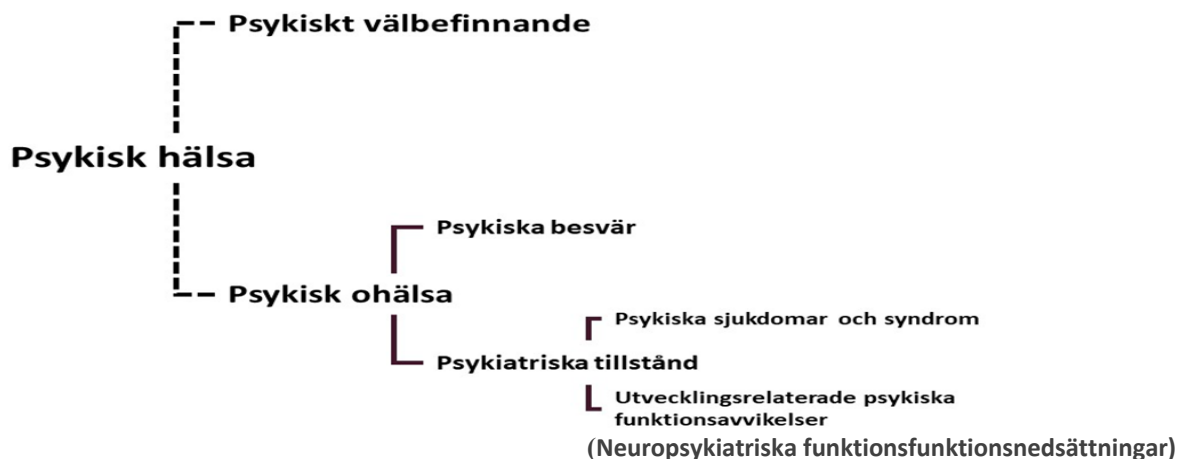 Psykiskt välbefinnande
Psykisk hälsa
Psykiska besvär
Psykisk ohälsa
Psykiska sjukdomar och syndrom
Psykiatriska tillstånd
Utvecklingsrelaterade psykiska
funktionsavvikelser
(Neuropsykiatriska funktionsfunktionsnedsättningar)